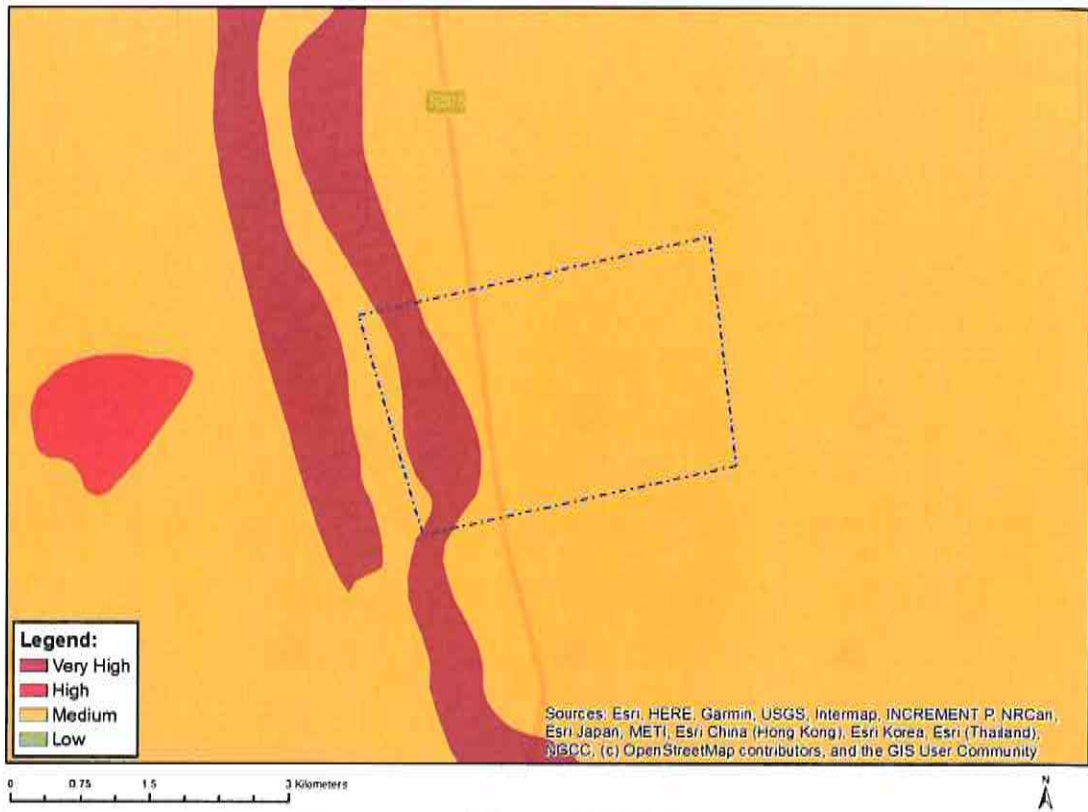 Legend:
Very High
High
Medium
Low
Sources: Esri, HERE, Garmin, USGS, Intermap, INCREMENT P, NRCan,
Esri Japan, METI, Esri China (Hong Kong), Esri Korea, Esri (Thailand),
NGCC, (c) OpenStreetMap contributors, and the GIS User Community
0 0.75 1.5 3 Kilometers
N